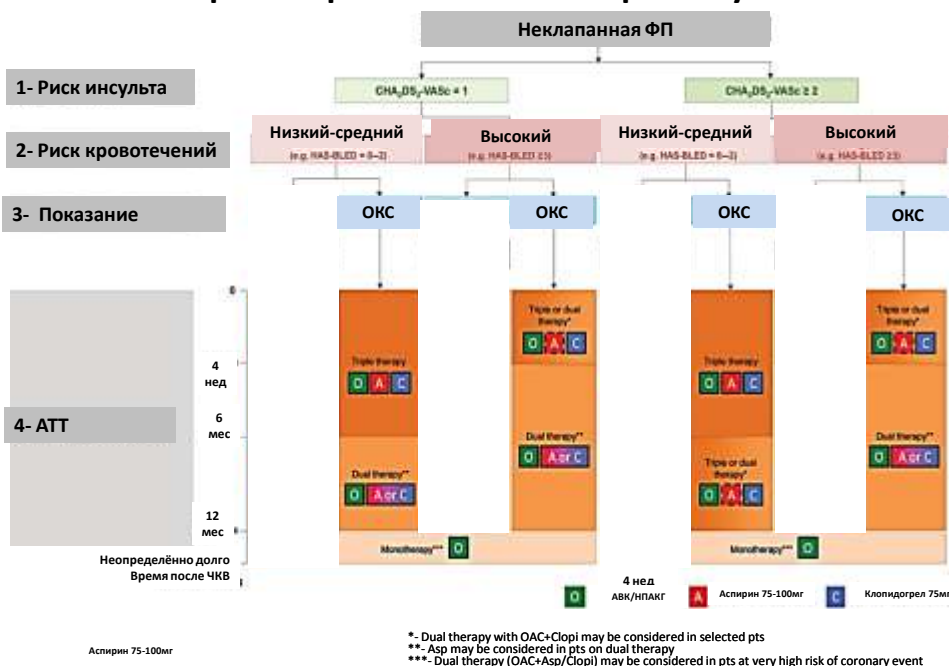 Неклапанная ФП
1- Риск инсульта
CHA₂DS₂-VASc = 1
CHA₂DS₂-VASc ≥ 2
2- Риск кровотечений
Низкий-средний
(e.g. HAS-BLED = 0–2)
Высокий
(e.g. HAS-BLED ≥3)
Низкий-средний
(e.g. HAS-BLED = 0–2)
Высокий
(e.g. HAS-BLED ≥3)
3- Показание
ОКС
ОКС
ОКС
ОКС
0
4
нед
6
мес
12
мес
4- АТТ
Triple therapy
O A C
Dual therapy**
O A or C
Triple or dual
therapy*
O A C
Dual therapy**
O A or C
Triple therapy
O A C
Triple or dual
therapy*
O A C
Triple or dual
therapy*
O A C
Dual therapy**
O A or C
Monotherapy*** O
Monotherapy*** O
Неопределённо долго
Время после ЧКВ
4 нед
O АВК/НПАКГ
A Аспирин 75-100мг
C Клопидогрел 75мг
Аспирин 75-100мг
*- Dual therapy with OAC+Clopi may be considered in selected pts
**- Asp may be considered in pts on dual therapy
***- Dual therapy (OAC+Asp/Clopi) may be considered in pts at very high risk of coronary event